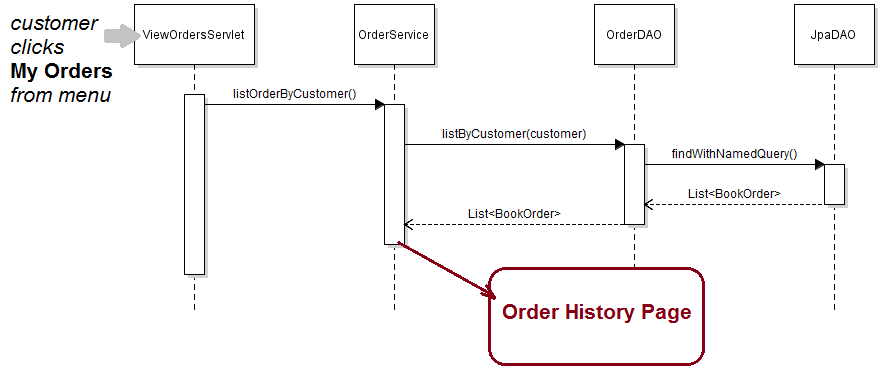 customer
clicks
My Orders
from menu
ViewOrdersServlet
OrderService
OrderDAO
JpaDAO
listOrderByCustomer()
listByCustomer(customer)
findWithNamedQuery()
List<BookOrder>
List<BookOrder>
Order History Page